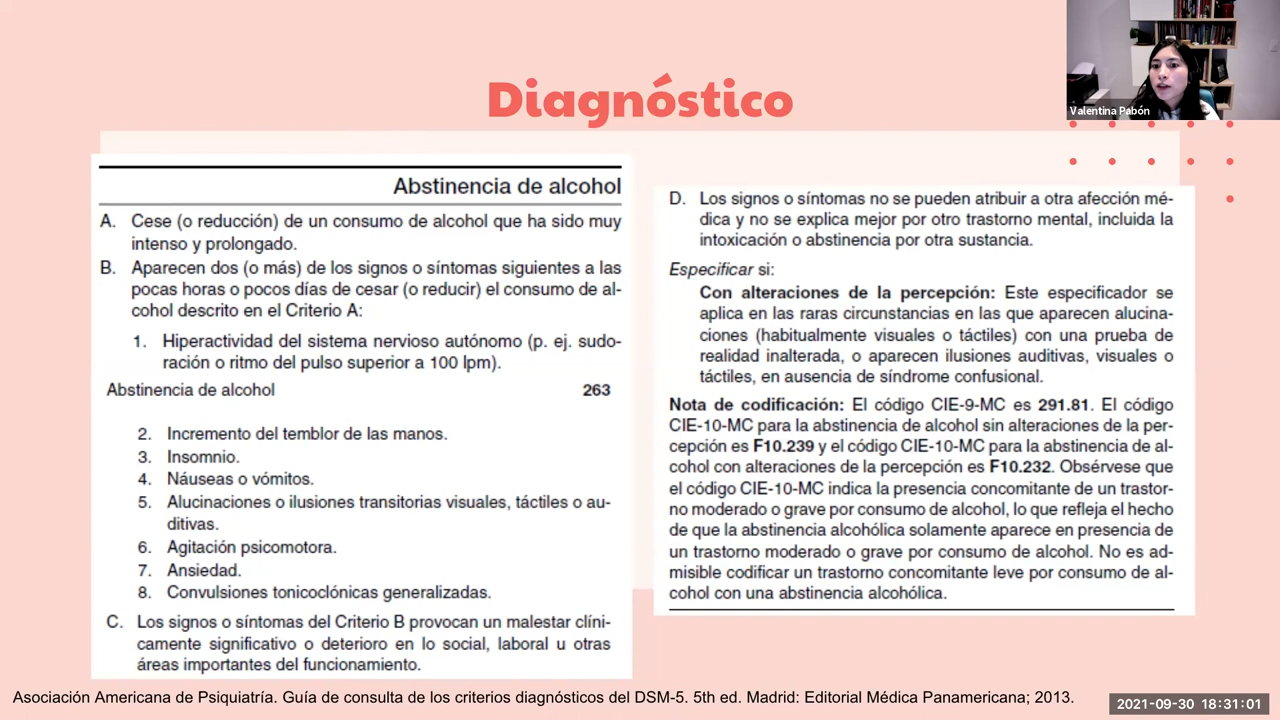 Diagnóstico
Valentina Pabón
Abstinencia de alcohol
A. Cese (o reducción) de un consumo de alcohol que ha sido muy
intenso y prolongado.
B. Aparecen dos (o más) de los signos o síntomas siguientes a las
pocas horas o pocos días de cesar (o reducir) el consumo de al-
cohol descrito en el Criterio A:
1. Hiperactividad del sistema nervioso autónomo (p. ej. sudo-
ración o ritmo del pulso superior a 100 lpm).
Abstinencia de alcohol 263
2. Incremento del temblor de las manos.
3. Insomnio.
4. Náuseas o vómitos.
5. Alucinaciones o ilusiones transitorias visuales, táctiles o au-
ditivas.
6. Agitación psicomotora.
7. Ansiedad.
8. Convulsiones tonicoclónicas generalizadas.
C. Los signos o síntomas del Criterio B provocan un malestar clíni-
camente significativo o deterioro en lo social, laboral u otras
áreas importantes del funcionamiento.
D. Los signos o síntomas no se pueden atribuir a otra afección mé-
dica y no se explica mejor por otro trastorno mental, incluida la
intoxicación o abstinencia por otra sustancia.
Especificar si:
Con alteraciones de la percepción: Este especificador se
aplica en las raras circunstancias en las que aparecen alucina-
ciones (habitualmente visuales o táctiles) con una prueba de
realidad inalterada, o aparecen ilusiones auditivas, visuales o
táctiles, en ausencia de síndrome confusional.
Nota de codificación: El código CIE-9-MC es 291.81. El código
CIE-10-MC para la abstinencia de alcohol sin alteraciones de la per-
cepción es F10.239 y el código CIE-10-MC para la abstinencia de al-
cohol con alteraciones de la percepción es F10.232. Obsérvese que
el código CIE-10-MC indica la presencia concomitante de un trastor-
no moderado o grave por consumo de alcohol, lo que refleja el hecho
de que la abstinencia alcohólica solamente aparece en presencia de
un trastorno moderado o grave por consumo de alcohol. No es ad-
misible codificar un trastorno concomitante leve por consumo de al-
cohol con una abstinencia alcohólica.
Asociación Americana de Psiquiatría. Guía de consulta de los criterios diagnósticos del DSM-5. 5th ed. Madrid: Editorial Médica Panamericana; 2013.
2021-09-30 18:31:01